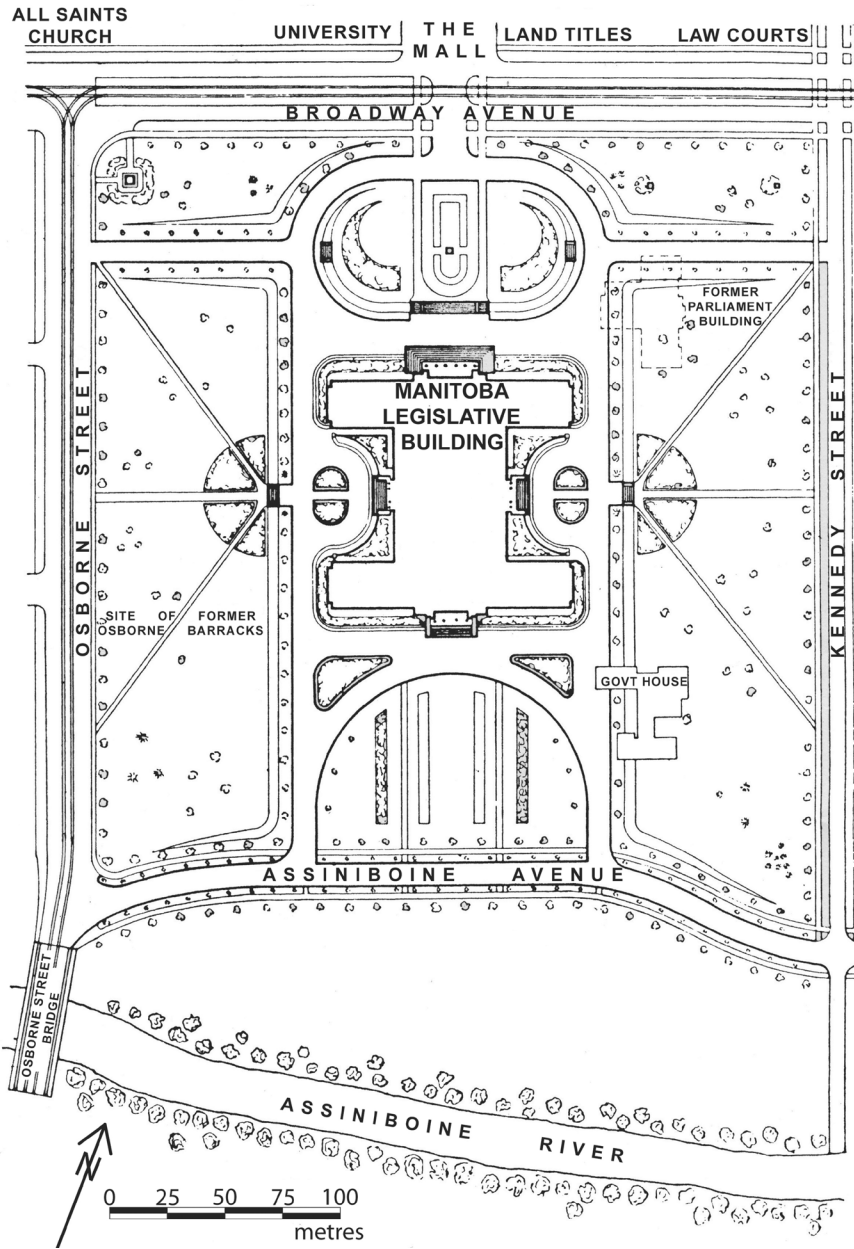 ALL SAINTS
CHURCH
UNIVERSITY
THE
MALL
LAND TITLES
LAW COURTS
BROADWAY AVENUE
FORMER
PARLIAMENT
BUILDING
MANITOBA
LEGISLATIVE
BUILDING
OSBORNE STREET
KENNEDY STREET
SITE OF FORMER
OSBORNE BARRACKS
GOVT HOUSE
ASSINIBOINE AVENUE
OSBORNE STREET
BRIDGE
ASSINIBOINE RIVER
N
0 25 50 75 100
metres